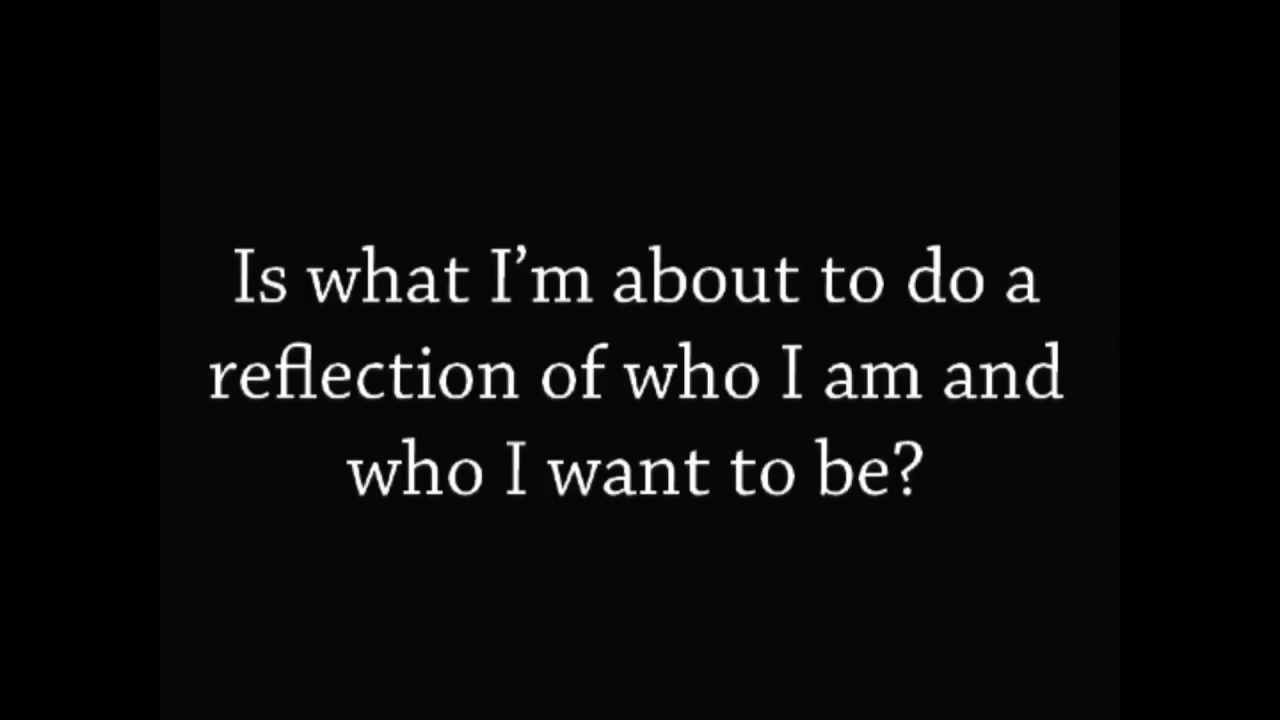 Is what I’m about to do a
reflection of who I am and
who I want to be?